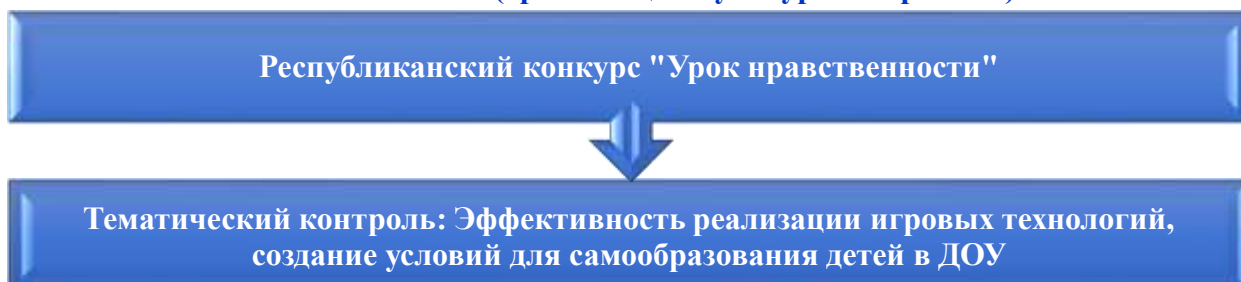 Республиканский конкурс "Урок нравственности"
Тематический контроль: Эффективность реализации игровых технологий,
создание условий для самообразования детей в ДОУ